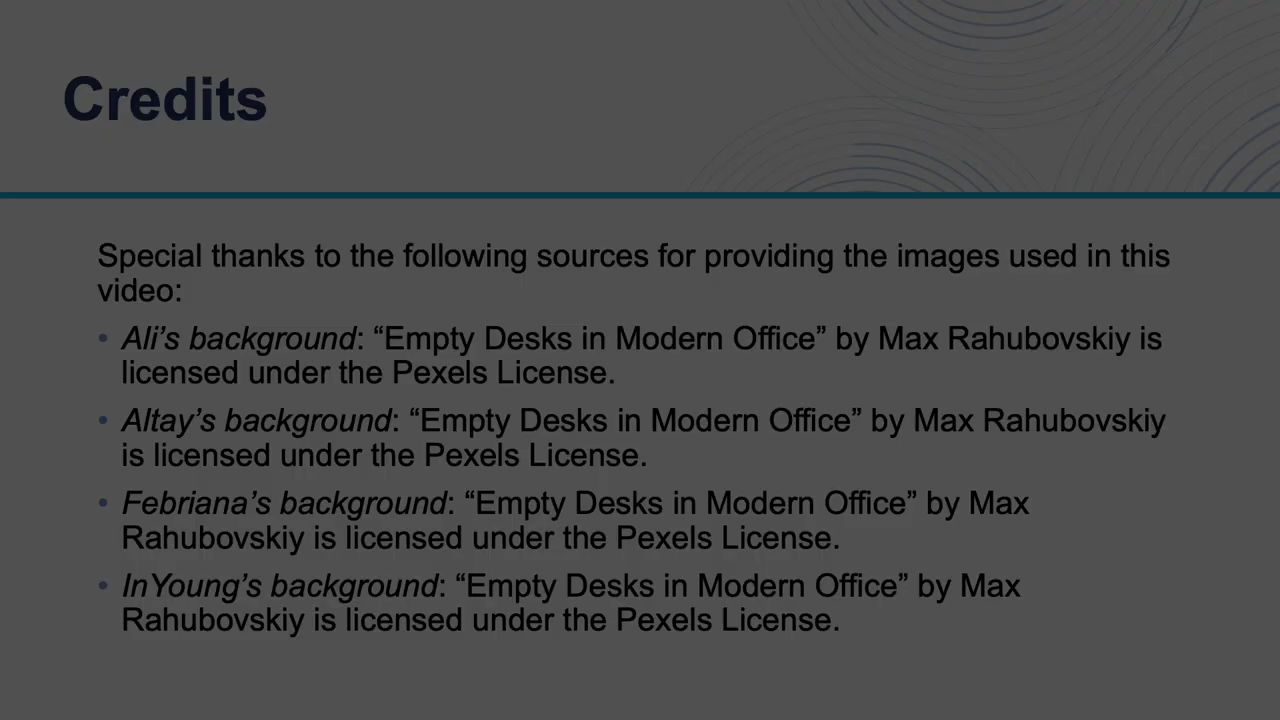 Credits
Special thanks to the following sources for providing the images used in this
video:
• Ali’s background: “Empty Desks in Modern Office” by Max Rahubovskiy is
licensed under the Pexels License.
• Altay’s background: “Empty Desks in Modern Office” by Max Rahubovskiy
is licensed under the Pexels License.
• Febriana’s background: “Empty Desks in Modern Office” by Max
Rahubovskiy is licensed under the Pexels License.
• InYoung’s background: “Empty Desks in Modern Office” by Max
Rahubovskiy is licensed under the Pexels License.